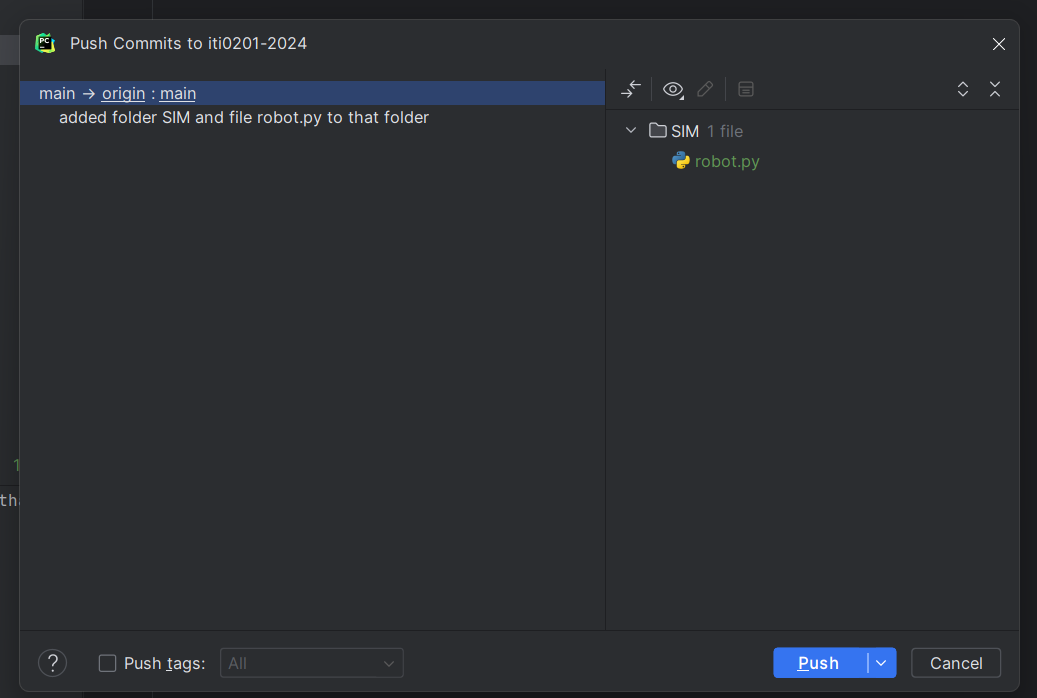 Push Commits to iti0201-2024
main → origin : main
added folder SIM and file robot.py to that folder
SIM 1 file
robot.py
1
tha
? Push tags: All Push Cancel